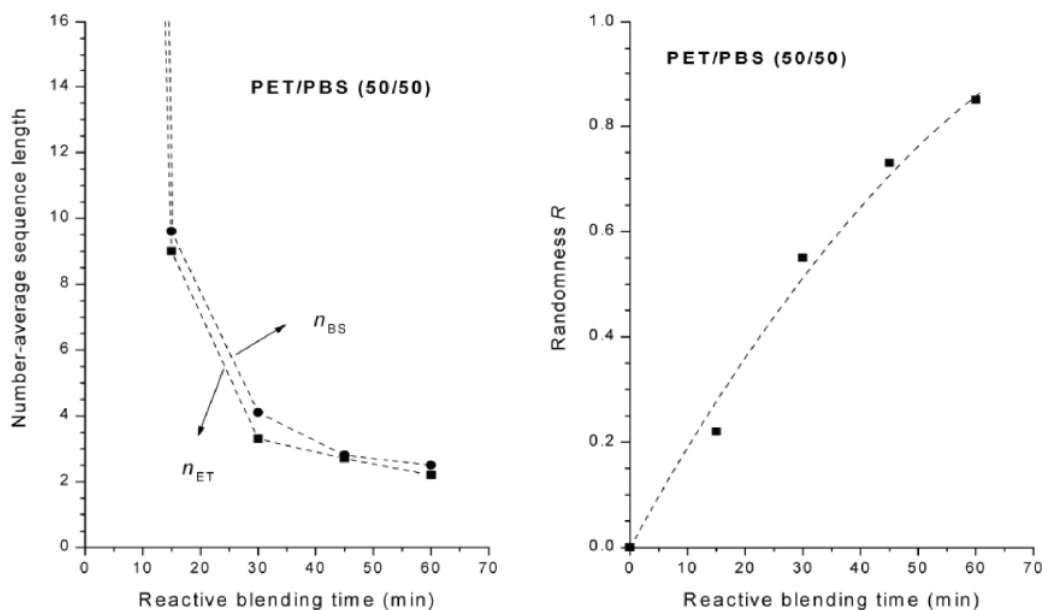 Number-average sequence length
16
14
12
10
8
6
4
2
0
PET/PBS (50/50)
nBS
nET
0 10 20 30 40 50 60 70
Reactive blending time (min)
Randomness R
1.0
0.8
0.6
0.4
0.2
0.0
PET/PBS (50/50)
0 10 20 30 40 50 60 70
Reactive blending time (min)